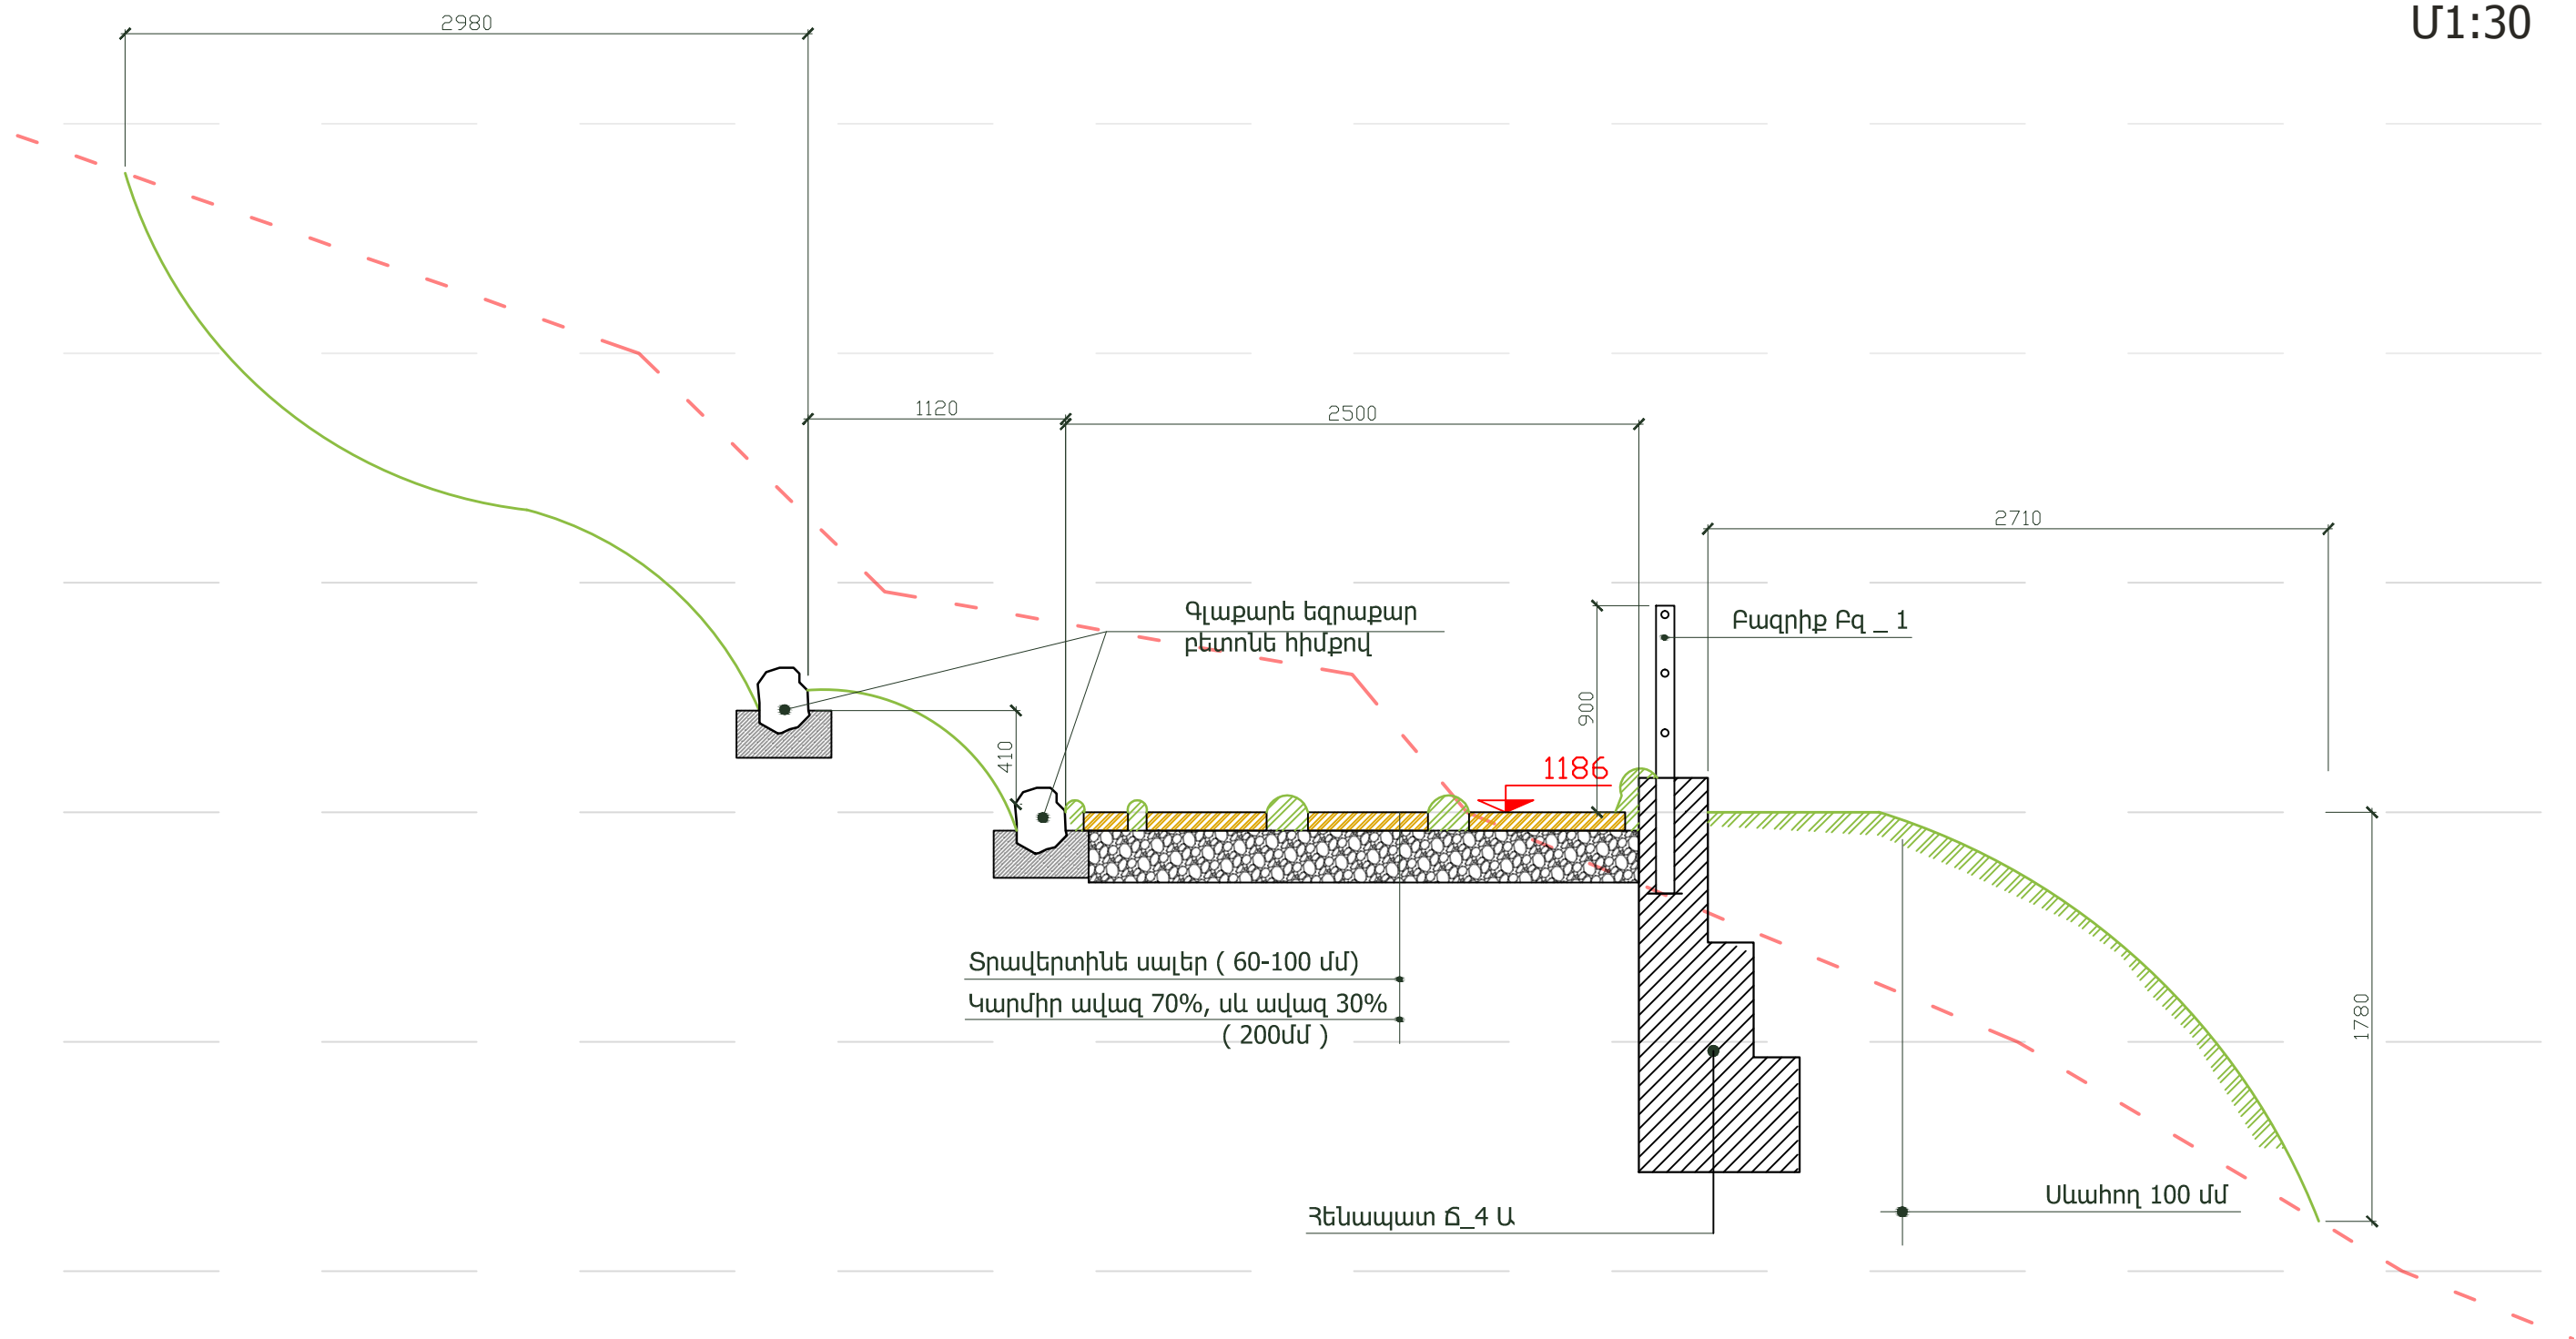 Մ1:30
2980
1120
2500
2710
Գլաքարե եզրաքար
բետոնե հիմքով
Բազրիք Բզ _ 1
900
410
1186
Տրավերտինե սալեր ( 60-100 մմ)
Կարմիր ավազ 70%, սև ավազ 30%
( 200մմ )
1780
Սևահող 100 մմ
Հենապատ Ճ_4 Ա